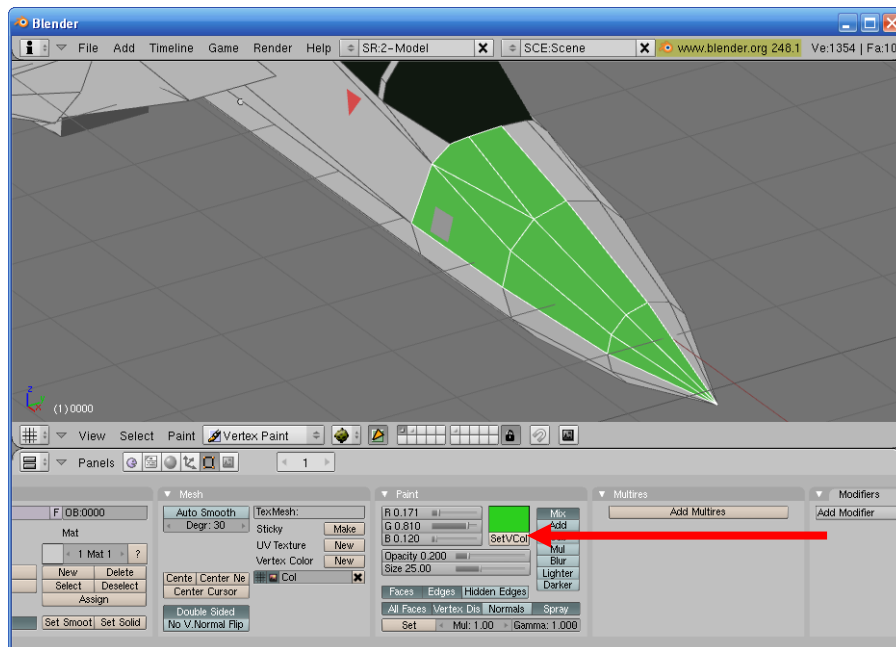 Blender
File Add Timeline Game Render Help SR:2-Model SCE:Scene www.blender.org 248.1 Ve:1354 | Fa:10
z
x
(1) 0000
View Select Paint Vertex Paint
Panels 1
Mesh Paint Multires Modifiers
F OB:0000 Auto Smooth TexMesh: R 0.171 Mix Add Multires Add Modifier
Degr: 30 Sticky Make G 0.810 Add
Mat UV Texture New B 0.120 SetVCol
1 Mat 1 ? Vertex Color New Opacity 0.200 Mul
New Delete Cente Center Ne Col Size 25.00 Blur
Select Deselect Center Cursor Lighter
Assign Faces Edges Hidden Edges Darker
Double Sided All Faces Vertex Dis Normals Spray
Set Smoot Set Solid No V.Normal Flip Set Mul: 1.00 Gamma: 1.000